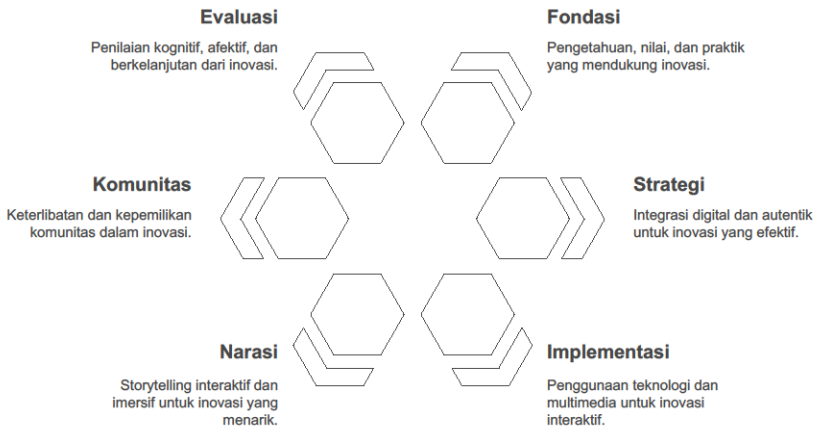 Evaluasi
Penilaian kognitif, afektif, dan
berkelanjutan dari inovasi.
Fondasi
Pengetahuan, nilai, dan praktik
yang mendukung inovasi.
Komunitas
Keterlibatan dan kepemilikan
komunitas dalam inovasi.
Strategi
Integrasi digital dan autentik
untuk inovasi yang efektif.
Narasi
Storytelling interaktif dan
imersif untuk inovasi yang
menarik.
Implementasi
Penggunaan teknologi dan
multimedia untuk inovasi
interaktif.